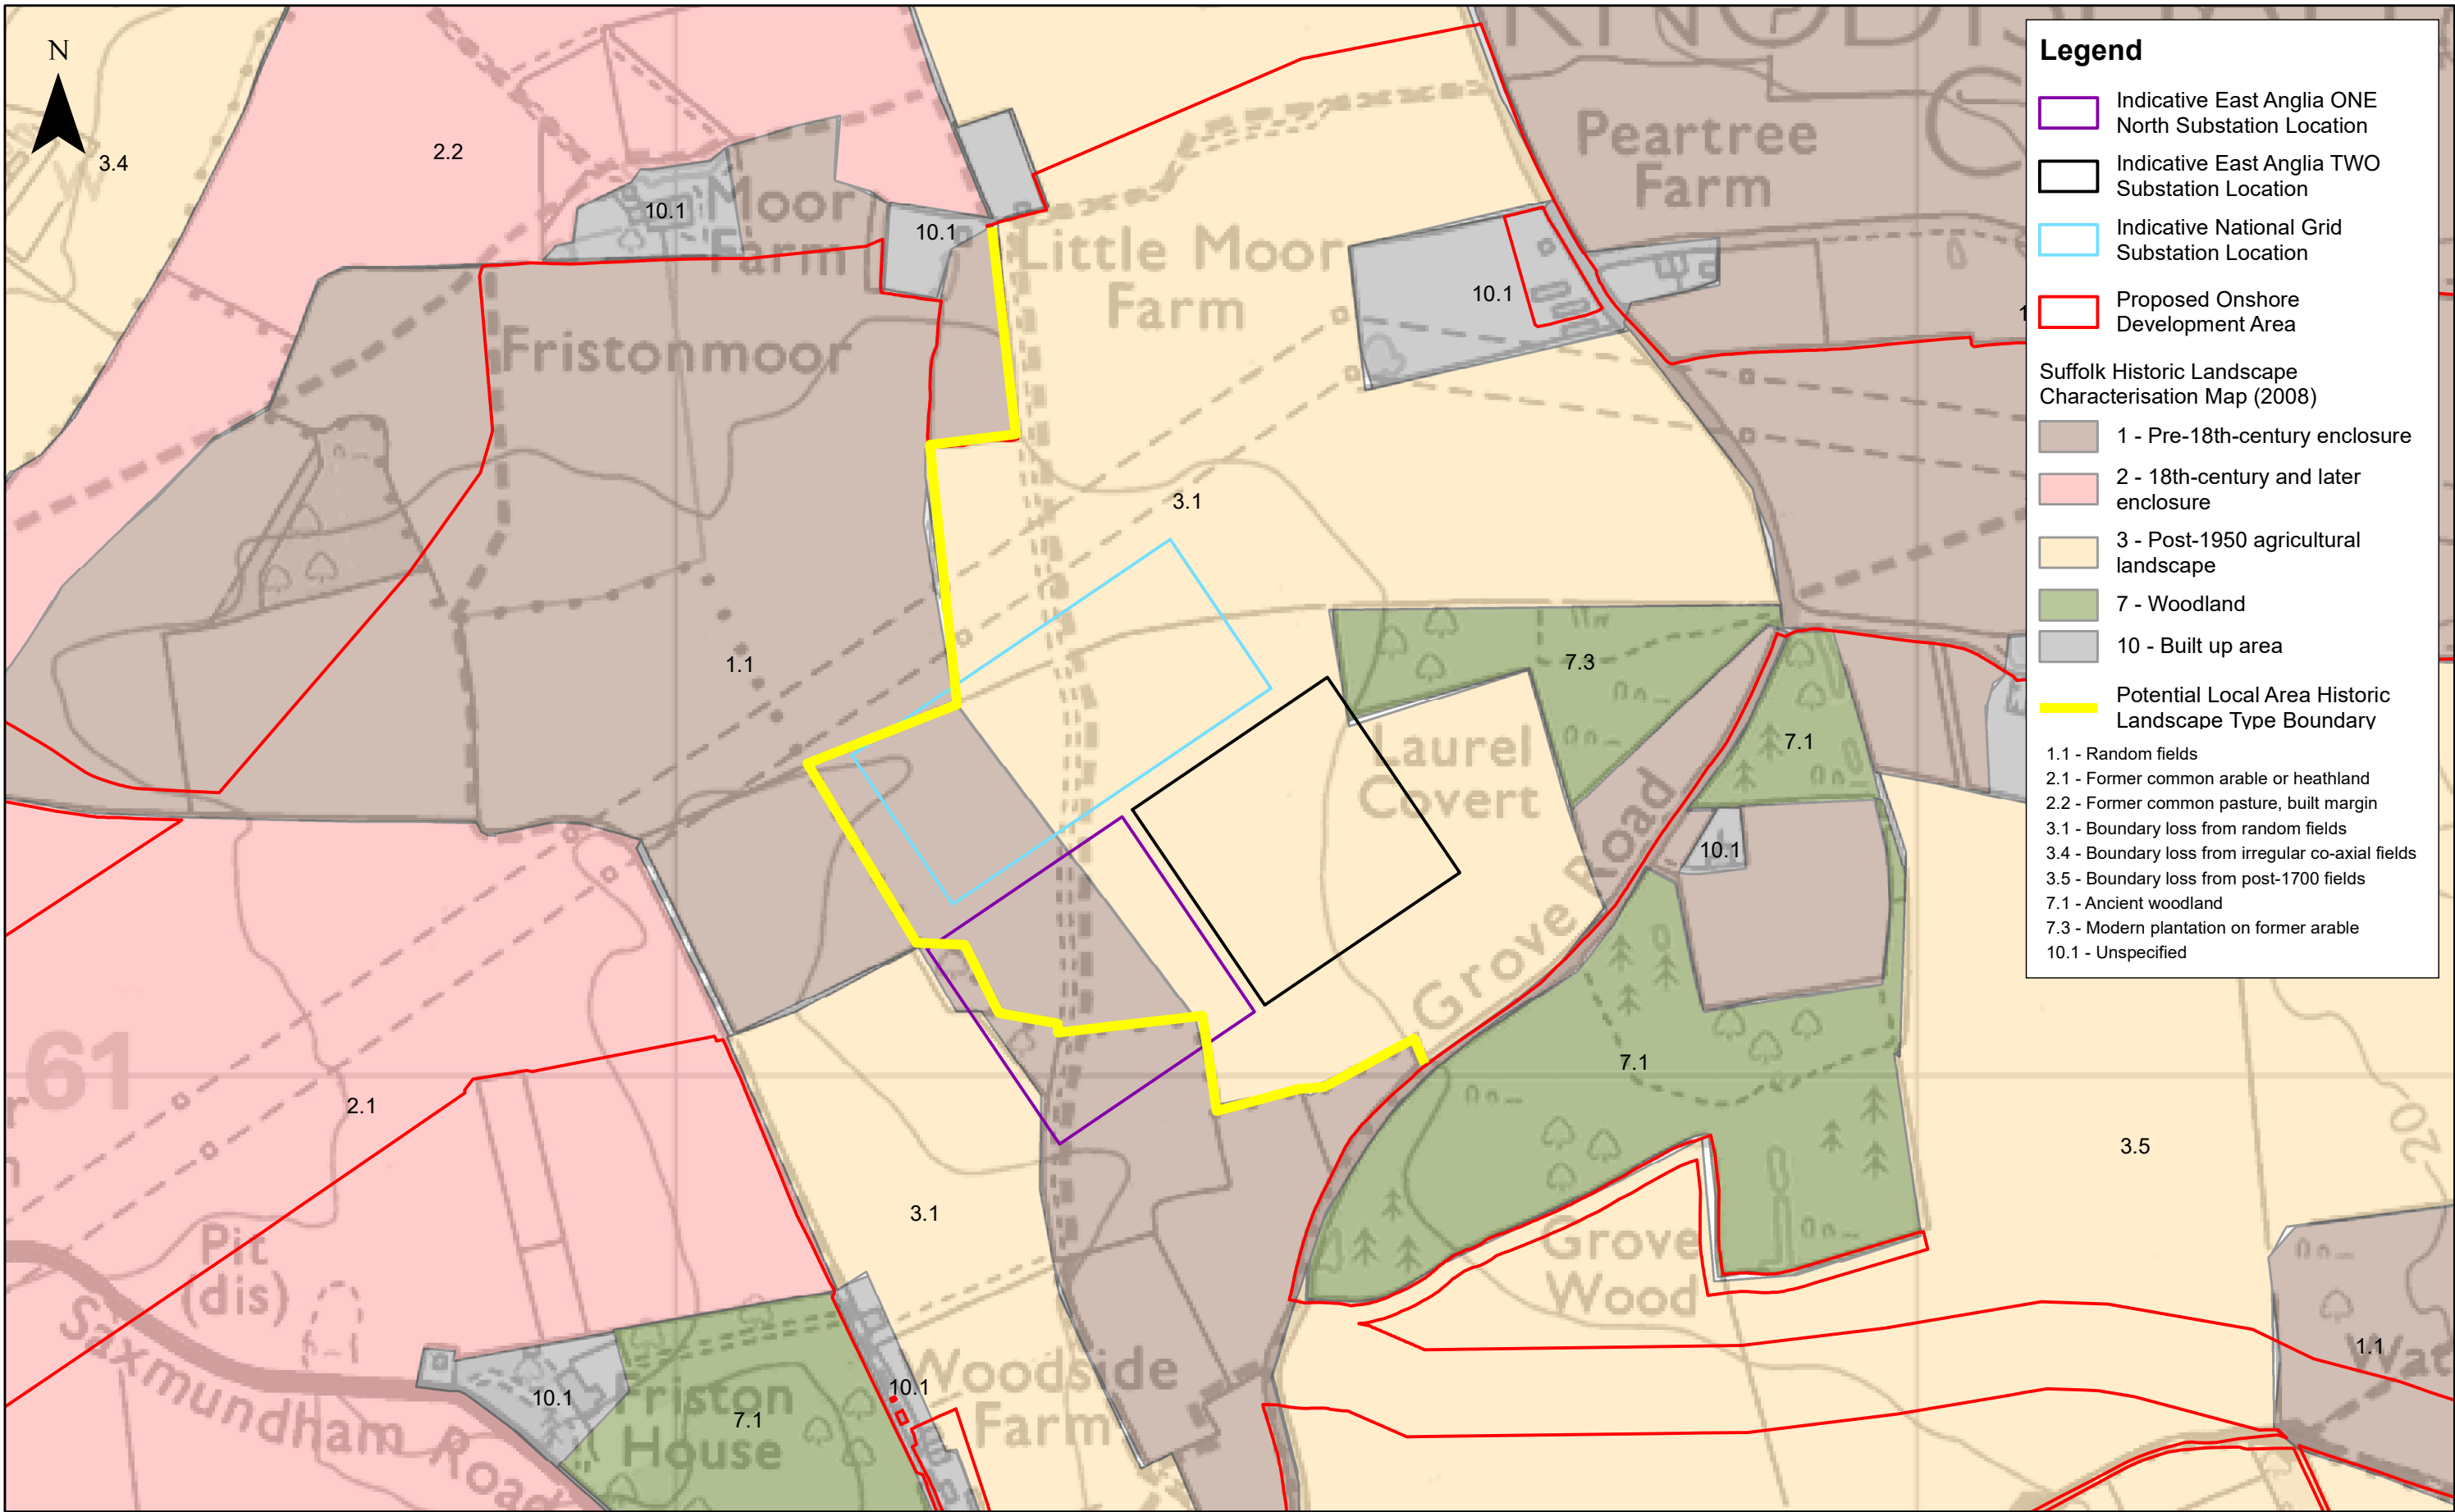 N
3.4
2.2
10.1
Moor
Farm
10.1
Little Moor
Farm
Peartree
Farm
10.1
Fristonmoor
3.1
1.1
7.3
7.1
Laurel
Covert
10.1
Grove Road
61
2.1
7.1
3.5
20
3.1
Pit
(dis)
Grove
Wood
1.1
Saxmundham Road
10.1
Friston
House
7.1
10.1
Woodside
Farm
Legend
Indicative East Anglia ONE
North Substation Location
Indicative East Anglia TWO
Substation Location
Indicative National Grid
Substation Location
Proposed Onshore
Development Area
Suffolk Historic Landscape
Characterisation Map (2008)
1 - Pre-18th-century enclosure
2 - 18th-century and later
enclosure
3 - Post-1950 agricultural
landscape
7 - Woodland
10 - Built up area
Potential Local Area Historic
Landscape Type Boundary
1.1 - Random fields
2.1 - Former common arable or heathland
2.2 - Former common pasture, built margin
3.1 - Boundary loss from random fields
3.4 - Boundary loss from irregular co-axial fields
3.5 - Boundary loss from post-1700 fields
7.1 - Ancient woodland
7.3 - Modern plantation on former arable
10.1 - Unspecified